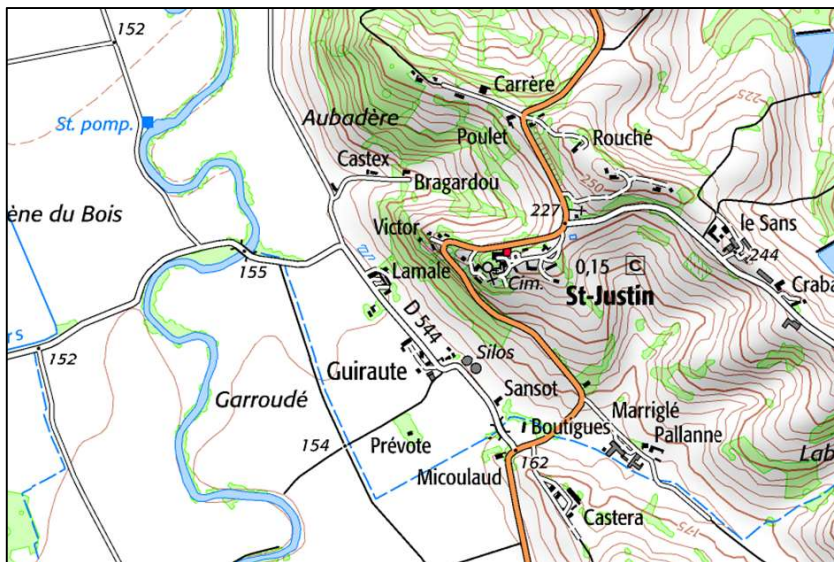 152
Carrère
St. pomp.
Aubadère
Poulet
Rouché
225
Castex
Bragardou
250
ène du Bois
Victor
227
le Sans
155
Lamale
244
0,15 C
Cim.
Craba
St-Justin
rs
D 544
152
Silos
Guiraute
Garroudé
Sansot
Marriglé
154
Prévote
Boutigues
Pallanne
Lab
Micoulaud
162
Castera
175